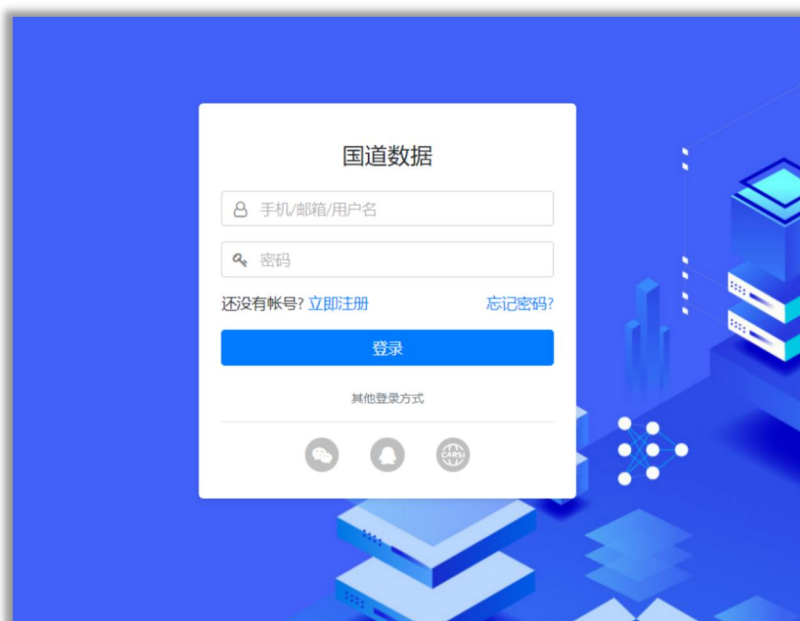 国道数据
手机/邮箱/用户名
密码
还没有帐号? 立即注册 忘记密码?
登录
其他登录方式
CARSI